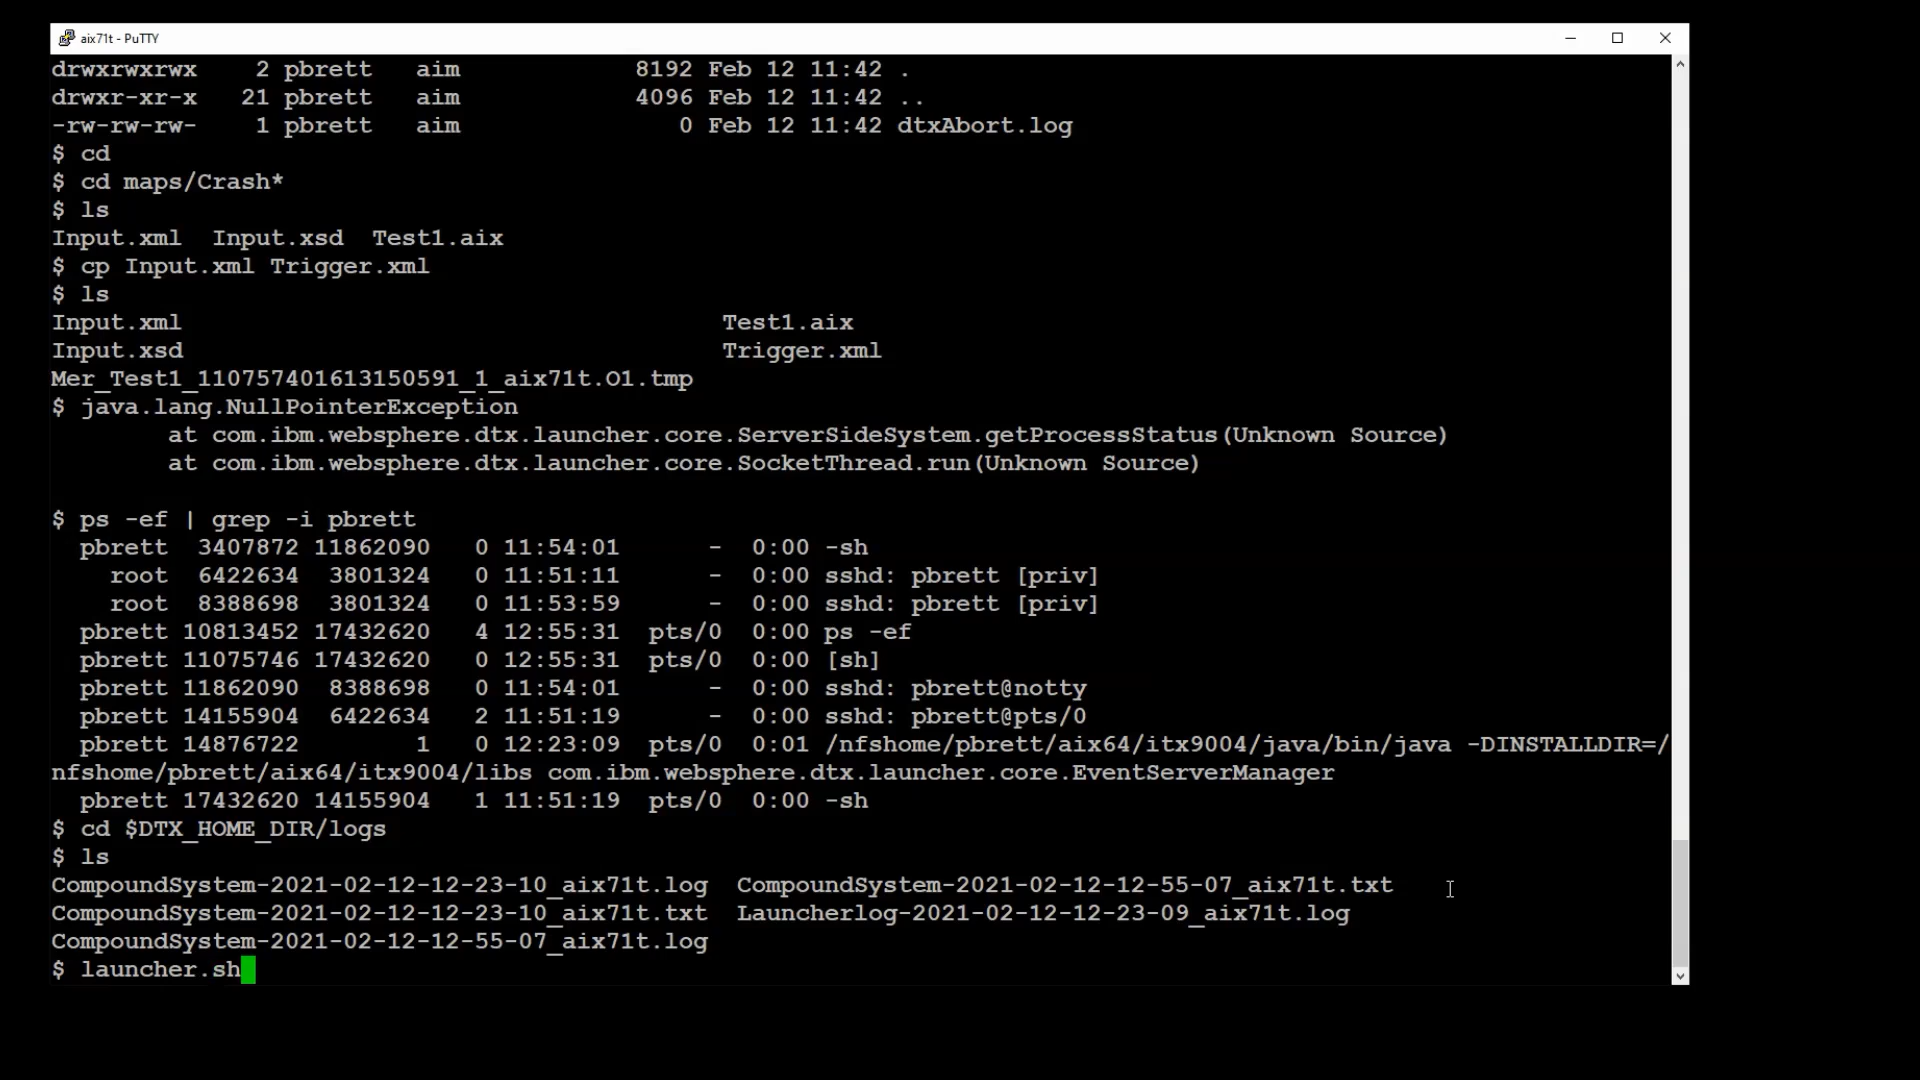 aix71t - PuTTY
drwxrwxrwx    2 pbrett   aim            8192 Feb 12 11:42 .
drwxr-xr-x   21 pbrett   aim            4096 Feb 12 11:42 ..
-rw-rw-rw-    1 pbrett   aim               0 Feb 12 11:42 dtxAbort.log
$ cd
$ cd maps/Crash*
$ ls
Input.xml  Input.xsd  Test1.aix
$ cp Input.xml Trigger.xml
$ ls
Input.xml                                     Test1.aix
Input.xsd                                     Trigger.xml
Mer_Test1_110757401613150591_1_aix71t.O1.tmp
$ java.lang.NullPointerException
        at com.ibm.websphere.dtx.launcher.core.ServerSideSystem.getProcessStatus(Unknown Source)
        at com.ibm.websphere.dtx.launcher.core.SocketThread.run(Unknown Source)
$ ps -ef | grep -i pbrett
  pbrett  3407872 11862090   0 11:54:01      -  0:00 -sh
    root  6422634  3801324   0 11:51:11      -  0:00 sshd: pbrett [priv]
    root  8388698  3801324   0 11:53:59      -  0:00 sshd: pbrett [priv]
  pbrett 10813452 17432620   4 12:55:31  pts/0  0:00 ps -ef
  pbrett 11075746 17432620   0 12:55:31  pts/0  0:00 [sh]
  pbrett 11862090  8388698   0 11:54:01      -  0:00 sshd: pbrett@notty
  pbrett 14155904  6422634   2 11:51:19      -  0:00 sshd: pbrett@pts/0
  pbrett 14876722        1   0 12:23:09  pts/0  0:01 /nfshome/pbrett/aix64/itx9004/java/bin/java -DINSTALLDIR=/
nfshome/pbrett/aix64/itx9004/libs com.ibm.websphere.dtx.launcher.core.EventServerManager
  pbrett 17432620 14155904   1 11:51:19  pts/0  0:00 -sh
$ cd $DTX_HOME_DIR/logs
$ ls
CompoundSystem-2021-02-12-12-23-10_aix71t.log  CompoundSystem-2021-02-12-12-55-07_aix71t.txt
CompoundSystem-2021-02-12-12-23-10_aix71t.txt  Launcherlog-2021-02-12-12-23-09_aix71t.log
CompoundSystem-2021-02-12-12-55-07_aix71t.log
$ launcher.sh